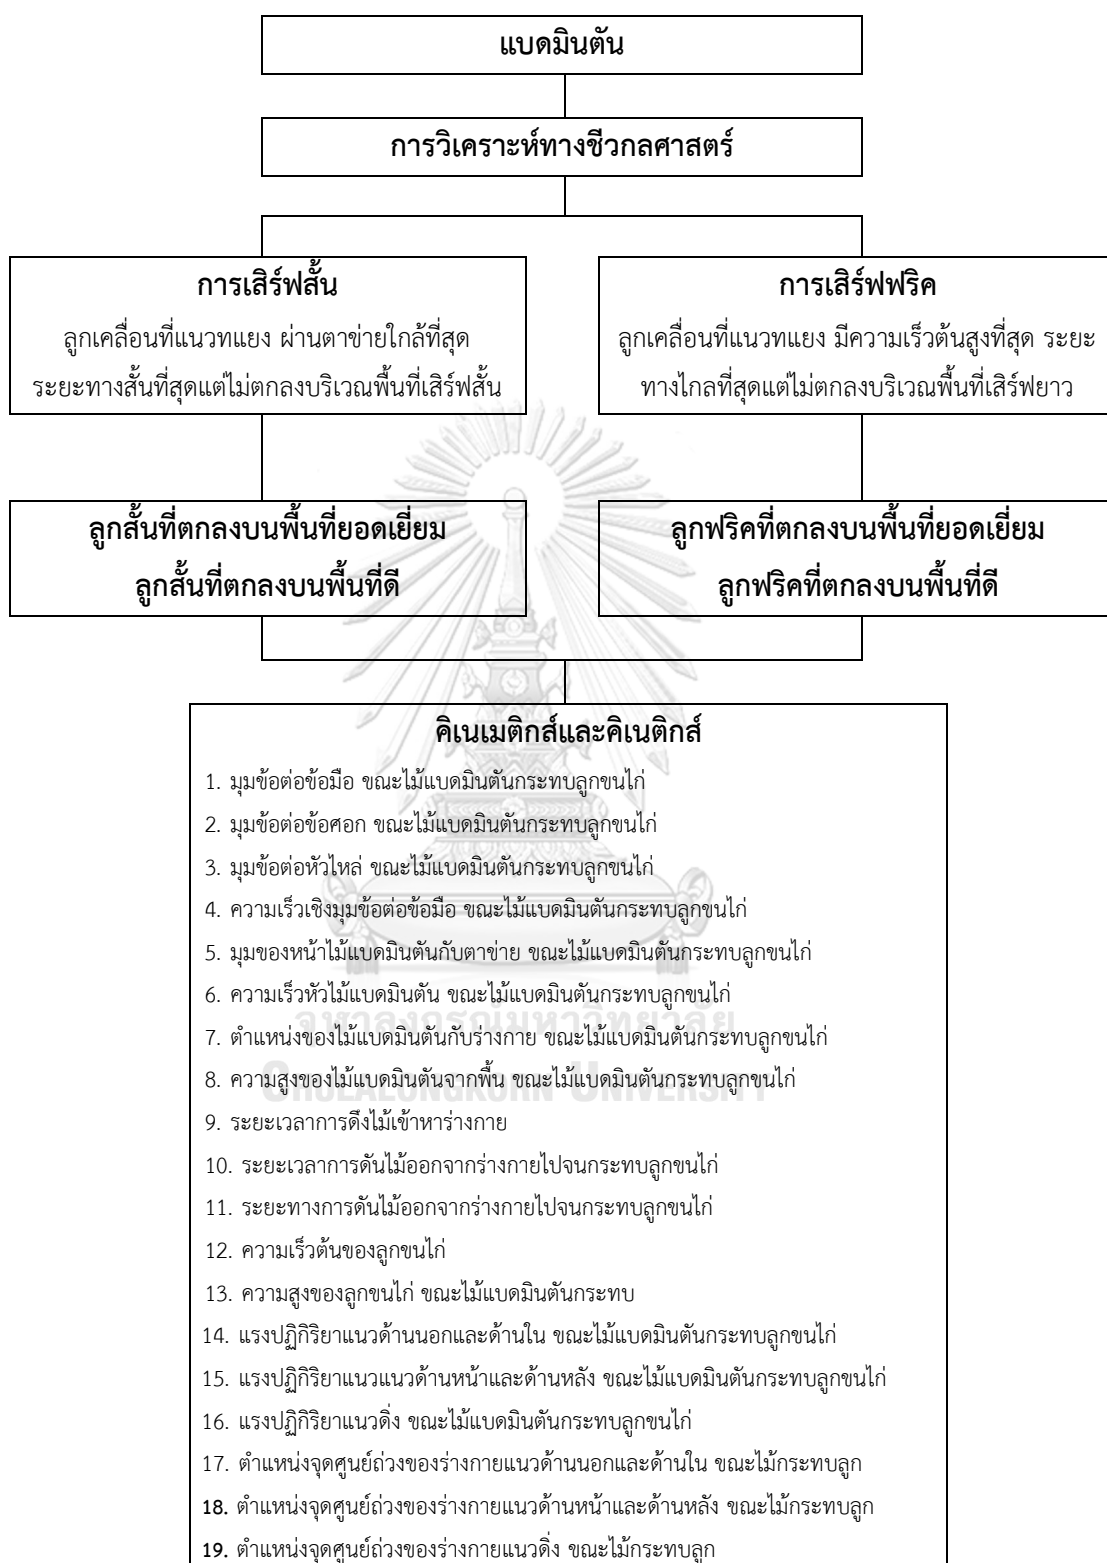 แบดมินตัน
การวิเคราะห์ทางชีวกลศาสตร์
การเสิร์ฟสั้น
ลูกเคลื่อนที่แนวทแยง ผ่านตาข่ายใกล้ที่สุด
ระยะทางสั้นที่สุดแต่ไม่ตกลงบริเวณพื้นที่เสิร์ฟสั้น
การเสิร์ฟฟริค
ลูกเคลื่อนที่แนวทแยง มีความเร็วต้นสูงที่สุด ระยะ
ทางไกลที่สุดแต่ไม่ตกลงบริเวณพื้นที่เสิร์ฟยาว
ลูกสั้นที่ตกลงบนพื้นที่ยอดเยี่ยม
ลูกสั้นที่ตกลงบนพื้นที่ดี
ลูกฟริคที่ตกลงบนพื้นที่ยอดเยี่ยม
ลูกฟริคที่ตกลงบนพื้นที่ดี
คิเนเมติกส์และคิเนติกส์
1. มุมข้อต่อข้อมือ ขณะไม้แบดมินตันกระทบลูกขนไก่
2. มุมข้อต่อข้อศอก ขณะไม้แบดมินตันกระทบลูกขนไก่
3. มุมข้อต่อหัวไหล่ ขณะไม้แบดมินตันกระทบลูกขนไก่
4. ความเร็วเชิงมุมข้อต่อข้อมือ ขณะไม้แบดมินตันกระทบลูกขนไก่
5. มุมของหน้าไม้แบดมินตันกับตาข่าย ขณะไม้แบดมินตันกระทบลูกขนไก่
6. ความเร็วหัวไม้แบดมินตัน ขณะไม้แบดมินตันกระทบลูกขนไก่
7. ตำแหน่งของไม้แบดมินตันกับร่างกาย ขณะไม้แบดมินตันกระทบลูกขนไก่
8. ความสูงของไม้แบดมินตันจากพื้น ขณะไม้แบดมินตันกระทบลูกขนไก่
9. ระยะเวลาการดึงไม้เข้าหาร่างกาย
10. ระยะเวลาการดันไม้ออกจากร่างกายไปจนกระทบลูกขนไก่
11. ระยะทางการดันไม้ออกจากร่างกายไปจนกระทบลูกขนไก่
12. ความเร็วต้นของลูกขนไก่
13. ความสูงของลูกขนไก่ ขณะไม้แบดมินตันกระทบ
14. แรงปฏิกิริยาแนวด้านนอกและด้านใน ขณะไม้แบดมินตันกระทบลูกขนไก่
15. แรงปฏิกิริยาแนวแนวด้านหน้าและด้านหลัง ขณะไม้แบดมินตันกระทบลูกขนไก่
16. แรงปฏิกิริยาแนวดิ่ง ขณะไม้แบดมินตันกระทบลูกขนไก่
17. ตำแหน่งจุดศูนย์ถ่วงของร่างกายแนวด้านนอกและด้านใน ขณะไม้กระทบลูก
18. ตำแหน่งจุดศูนย์ถ่วงของร่างกายแนวด้านหน้าและด้านหลัง ขณะไม้กระทบลูก
19. ตำแหน่งจุดศูนย์ถ่วงของร่างกายแนวดิ่ง ขณะไม้กระทบลูก
จุฬาลงกรณ์มหาวิทยาลัย
CHULALONGKORN UNIVERSITY